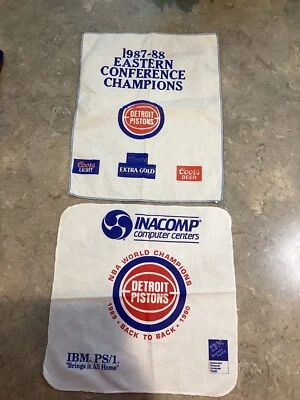 1987-88
EASTERN
CONFERENCE
CHAMPIONS
DETROIT
PISTONS
Coors
LIGHT
Coors
EXTRA GOLD
Coors
BEER
INACOMP®
computer centers
NBA WORLD CHAMPIONS
DETROIT
PISTONS
1989 • BACK TO BACK • 1990
IBM. PS/1.
"Brings it All Home"